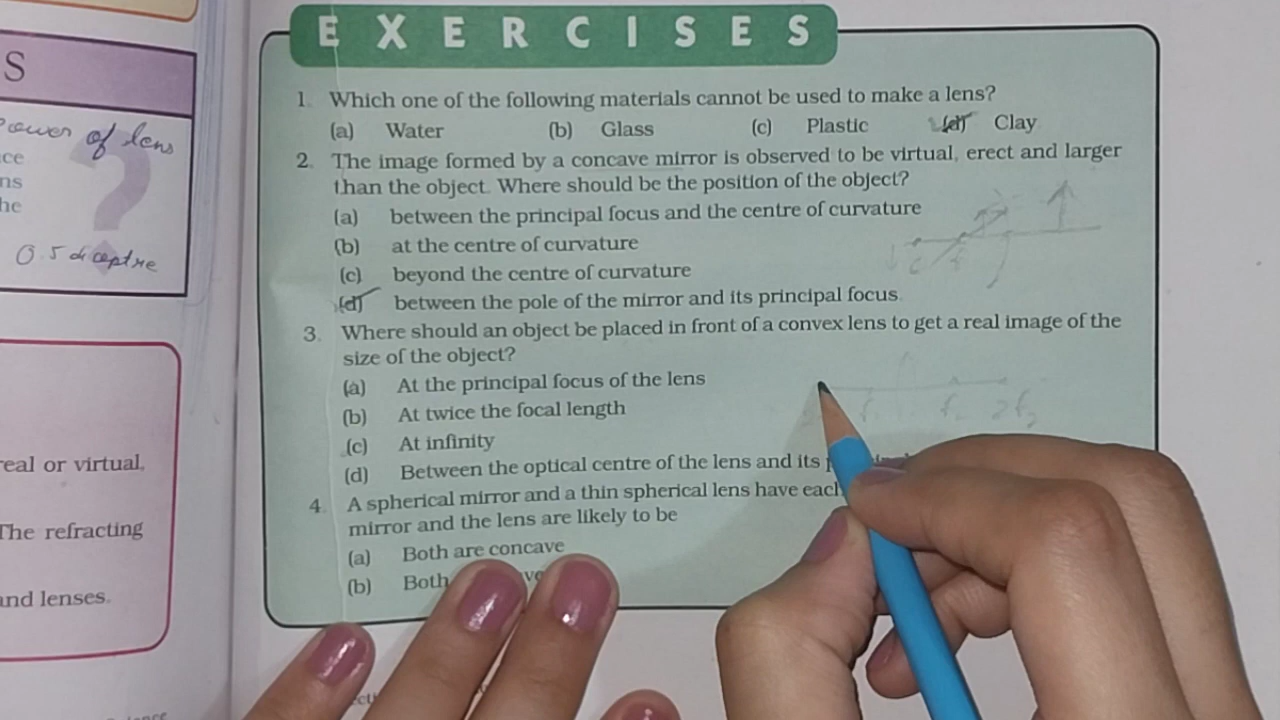 S
Power of lens
ce
ns
he
0.5 dioptre
real or virtual,
The refracting
and lenses.
EXERCISES
1. Which one of the following materials cannot be used to make a lens?
(a) Water (b) Glass (c) Plastic (d) Clay
2. The image formed by a concave mirror is observed to be virtual, erect and larger
than the object. Where should be the position of the object?
(a) between the principal focus and the centre of curvature
(b) at the centre of curvature
(c) beyond the centre of curvature
(d) between the pole of the mirror and its principal focus.
3. Where should an object be placed in front of a convex lens to get a real image of the
size of the object?
(a) At the principal focus of the lens
(b) At twice the focal length
(c) At infinity
(d) Between the optical centre of the lens and its
4. A spherical mirror and a thin spherical lens have each
mirror and the lens are likely to be
(a) Both are concave
(b) Both